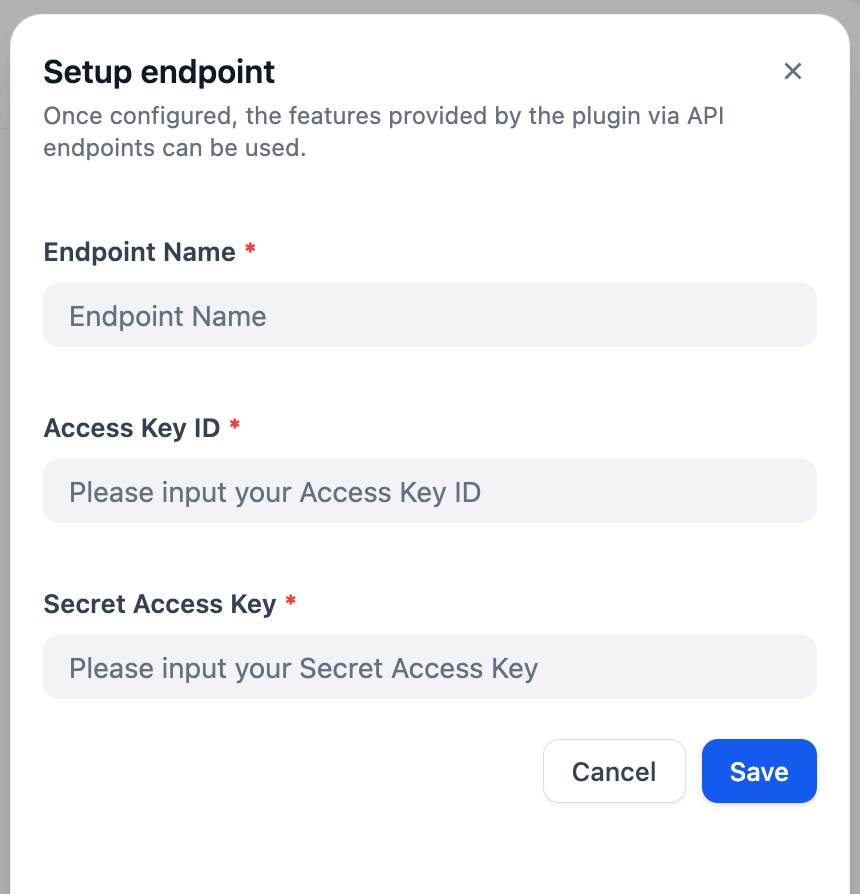 Setup endpoint
Once configured, the features provided by the plugin via API
endpoints can be used.
Endpoint Name *
Endpoint Name
Access Key ID *
Please input your Access Key ID
Secret Access Key *
Please input your Secret Access Key
Cancel
Save